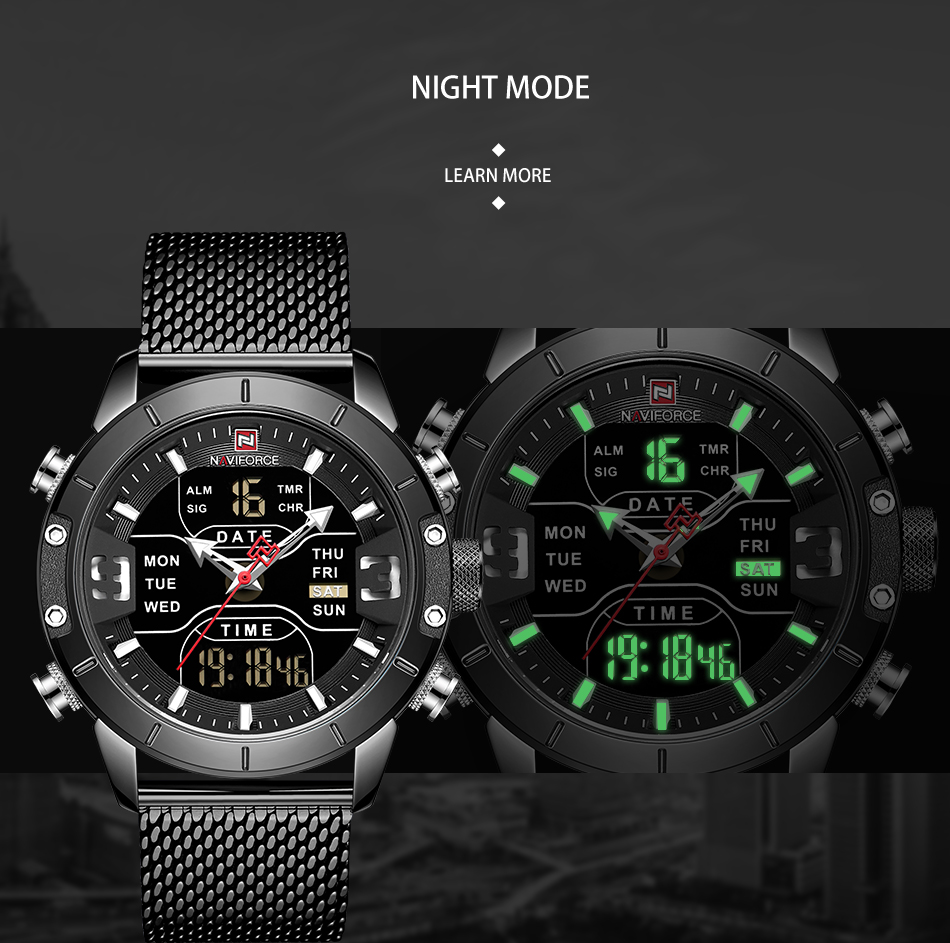 NIGHT MODE
LEARN MORE
NAVIFORCE
ALM 16 TMR
SIG CHR
DATE
MON
TUE
WED
THU
FRI
SAT
SUN
9
3
TIME
19:18 46
NAVIFORCE
ALM 16 TMR
SIG CHR
DATE
MON
TUE
WED
THU
FRI
SAT
SUN
9
3
TIME
19:18 46